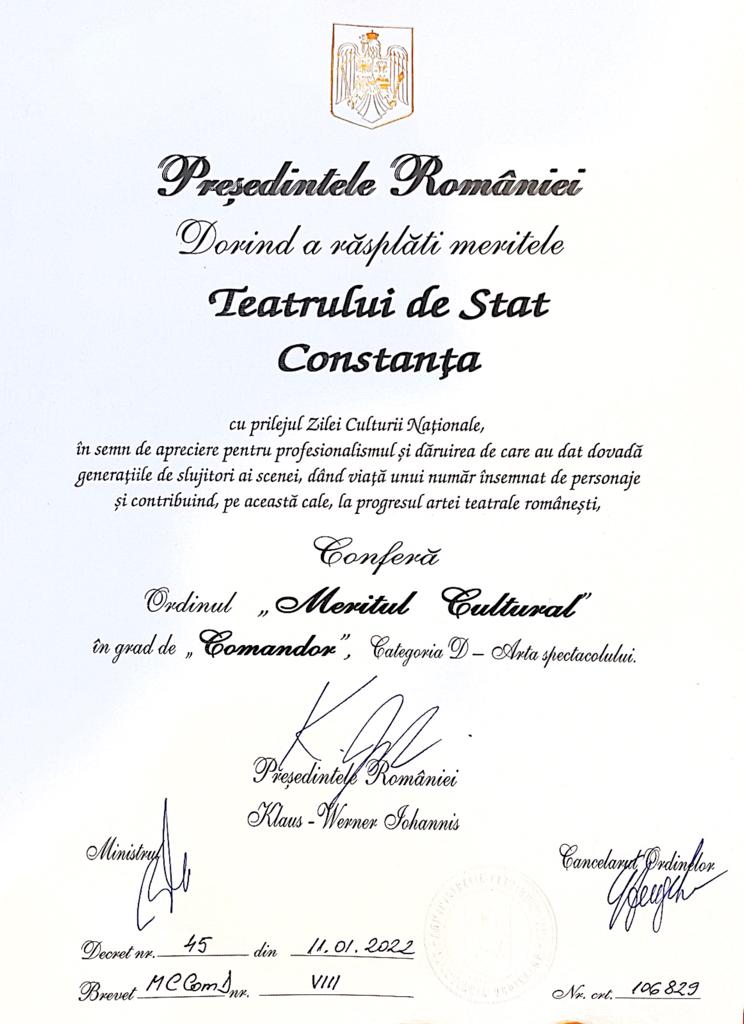 Președintele României
Dorind a răsplăti meritele
Teatrului de Stat
Constanţa
cu prilejul Zilei Culturii Naţionale,
în semn de apreciere pentru profesionalismul și dăruirea de care au dat dovadă
generațiile de slujitori ai scenei, dând viață unui număr însemnat de personaje
și contribuind, pe această cale, la progresul artei teatrale românești,
Conferă
Ordinul „Meritul Cultural”
în grad de „Comandor”, Categoria D – Arta spectacolului.
Președintele României
Klaus - Werner Iohannis
Ministru
Cancelarul Ordinelor
Decret nr. 45 din 11.01.2022
Brevet MCComD nr. VIII
Nr. crt. 106829